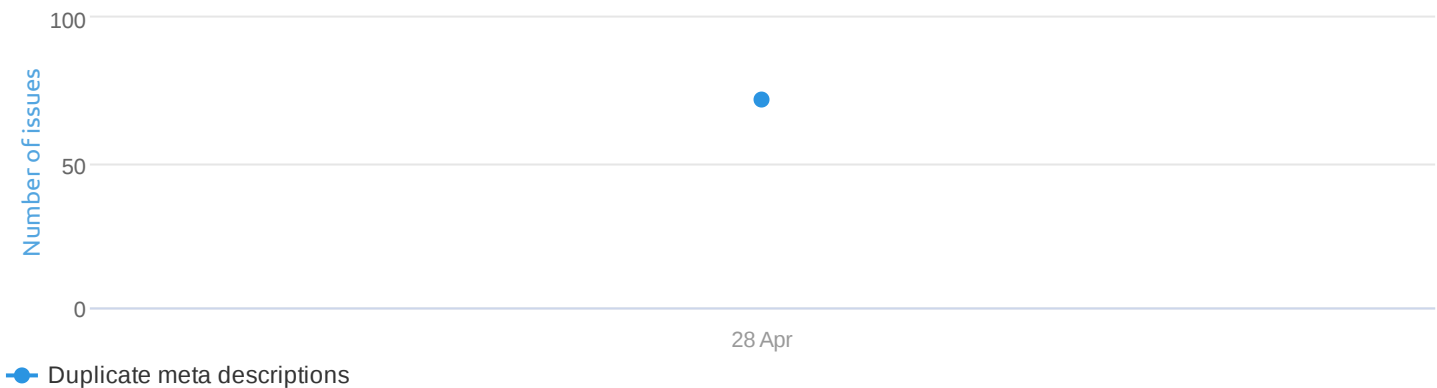 100
Number of issues
50
0
28 Apr
Duplicate meta descriptions